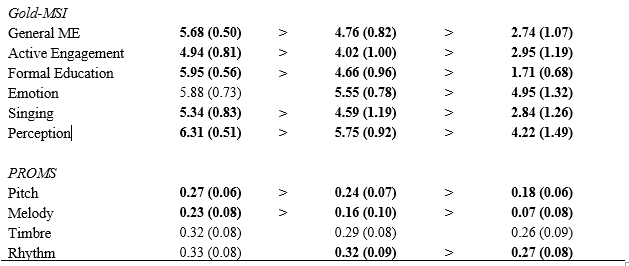 Gold-MSI
General ME 5.68 (0.50) > 4.76 (0.82) > 2.74 (1.07)
Active Engagement 4.94 (0.81) > 4.02 (1.00) > 2.95 (1.19)
Formal Education 5.95 (0.56) > 4.66 (0.96) > 1.71 (0.68)
Emotion 5.88 (0.73) 5.55 (0.78) > 4.95 (1.32)
Singing 5.34 (0.83) > 4.59 (1.19) > 2.84 (1.26)
Perception 6.31 (0.51) > 5.75 (0.92) > 4.22 (1.49)
PROMS
Pitch 0.27 (0.06) > 0.24 (0.07) > 0.18 (0.06)
Melody 0.23 (0.08) > 0.16 (0.10) > 0.07 (0.08)
Timbre 0.32 (0.08) 0.29 (0.08) 0.26 (0.09)
Rhythm 0.33 (0.08) 0.32 (0.09) > 0.27 (0.08)